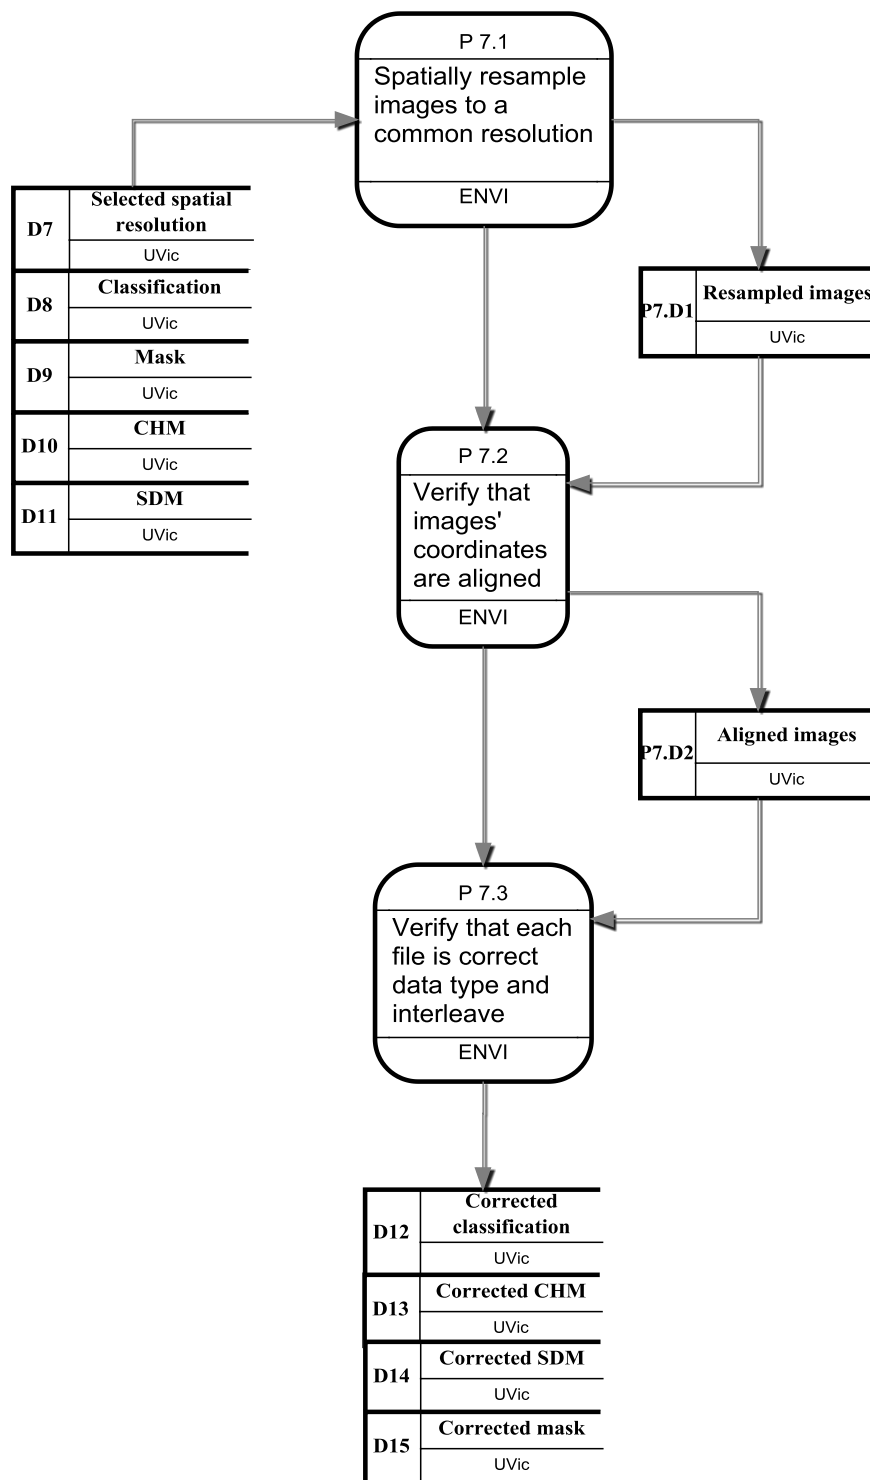 P 7.1
Spatially resample
images to a
common resolution
ENVI
D7
Selected spatial
resolution
UVic
D8
Classification
UVic
D9
Mask
UVic
D10
CHM
UVic
D11
SDM
UVic
P7.D1
Resampled images
UVic
P 7.2
Verify that
images'
coordinates
are aligned
ENVI
P7.D2
Aligned images
UVic
P 7.3
Verify that each
file is correct
data type and
interleave
ENVI
D12
Corrected
classification
UVic
D13
Corrected CHM
UVic
D14
Corrected SDM
UVic
D15
Corrected mask
UVic